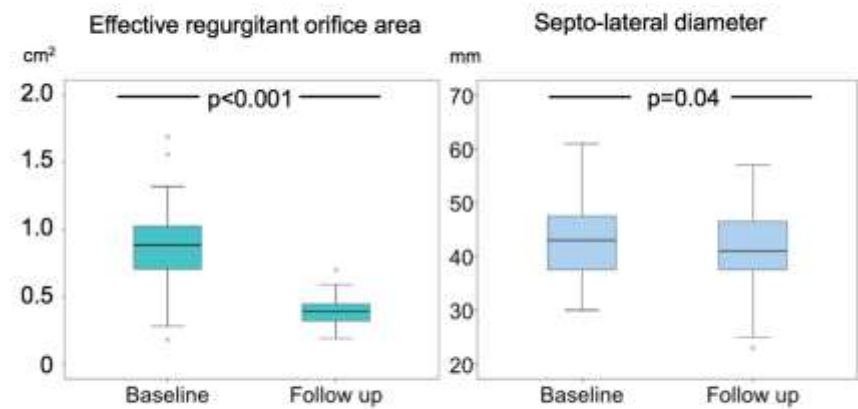 Effective regurgitant orifice area
cm²
2.0
1.5
1.0
0.5
0
p<0.001
Baseline Follow up
Septo-lateral diameter
mm
70
60
50
40
30
20
p=0.04
Baseline Follow up